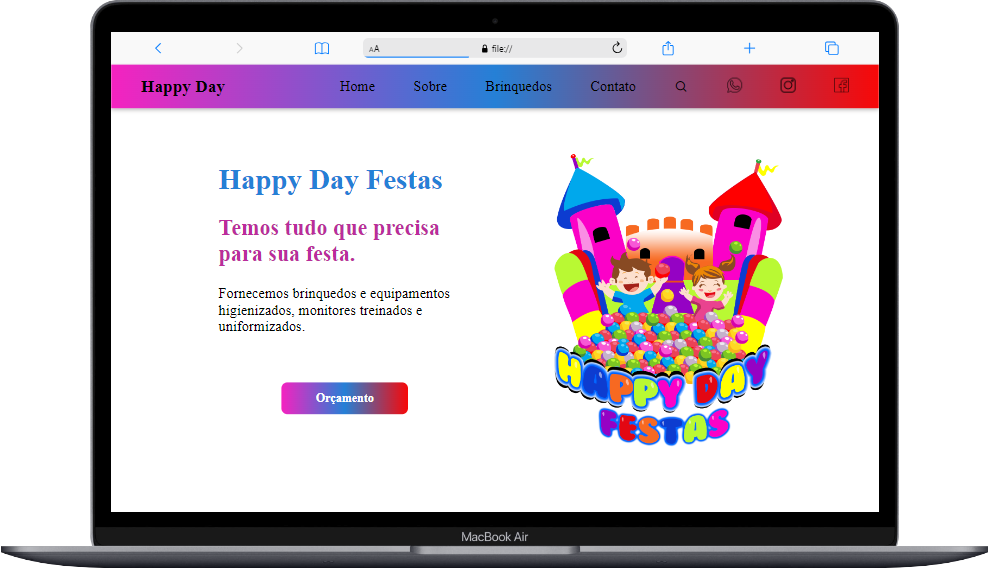 AA file://
Happy Day Home Sobre Brinquedos Contato
Happy Day Festas
Temos tudo que precisa
para sua festa.
Fornecemos brinquedos e equipamentos
higienizados, monitores treinados e
uniformizados.
Orçamento
HAPPY DAY
FESTAS
MacBook Air